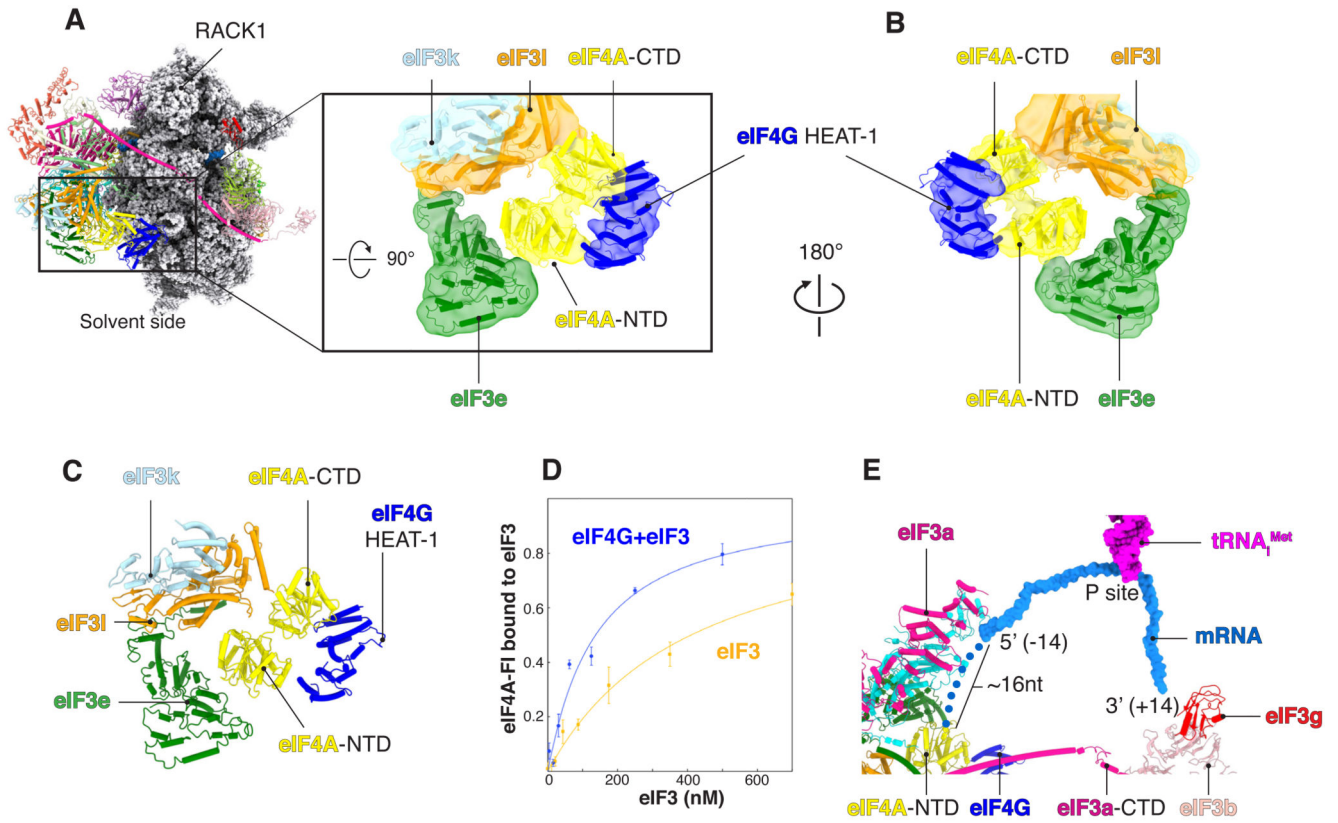 A
RACK1
Solvent side
eIF3k
eIF3l
eIF4A-CTD
90°
eIF4A-NTD
eIF3e
eIF4G HEAT-1
B
eIF4A-CTD
eIF3l
180°
eIF4A-NTD
eIF3e
C
eIF3k
eIF4A-CTD
eIF4G
HEAT-1
eIF3l
eIF3e
eIF4A-NTD
D
eIF4A-Fl bound to eIF3
0.8
0.6
0.4
0.2
eIF4G+eIF3
eIF3
0
200
400
600
eIF3 (nM)
E
eIF3a
tRNAiMet
P site
5' (-14)
mRNA
~16nt
3' (+14)
eIF3g
eIF4A-NTD
eIF4G
eIF3a-CTD
eIF3b